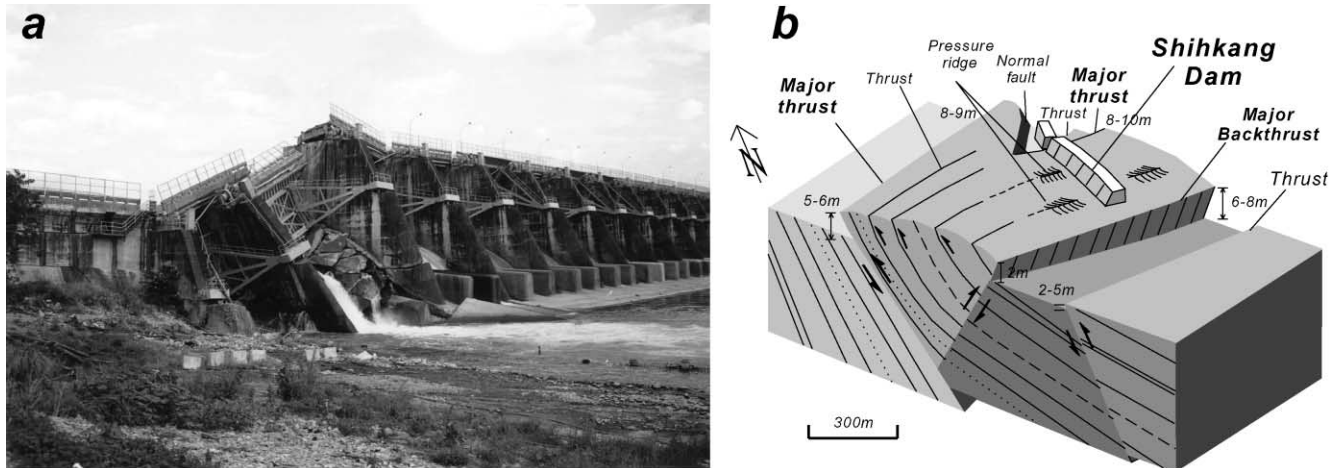 a
b
Pressure
ridge
Normal
fault
Shihkang
Dam
Major
thrust
Thrust
Major
thrust
8-9m
Thrust
8-10m
Major
Backthrust
Thrust
N
5-6m
6-8m
2m
2-5m
300m